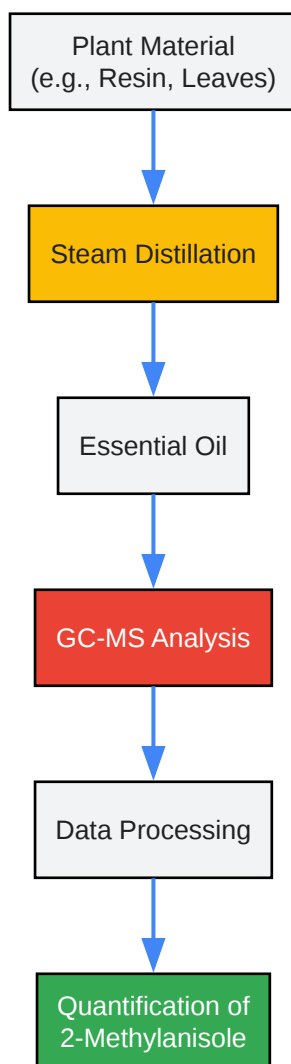 Plant Material
(e.g., Resin, Leaves)
Steam Distillation
Essential Oil
GC-MS Analysis
Data Processing
Quantification of
2-Methylanisole